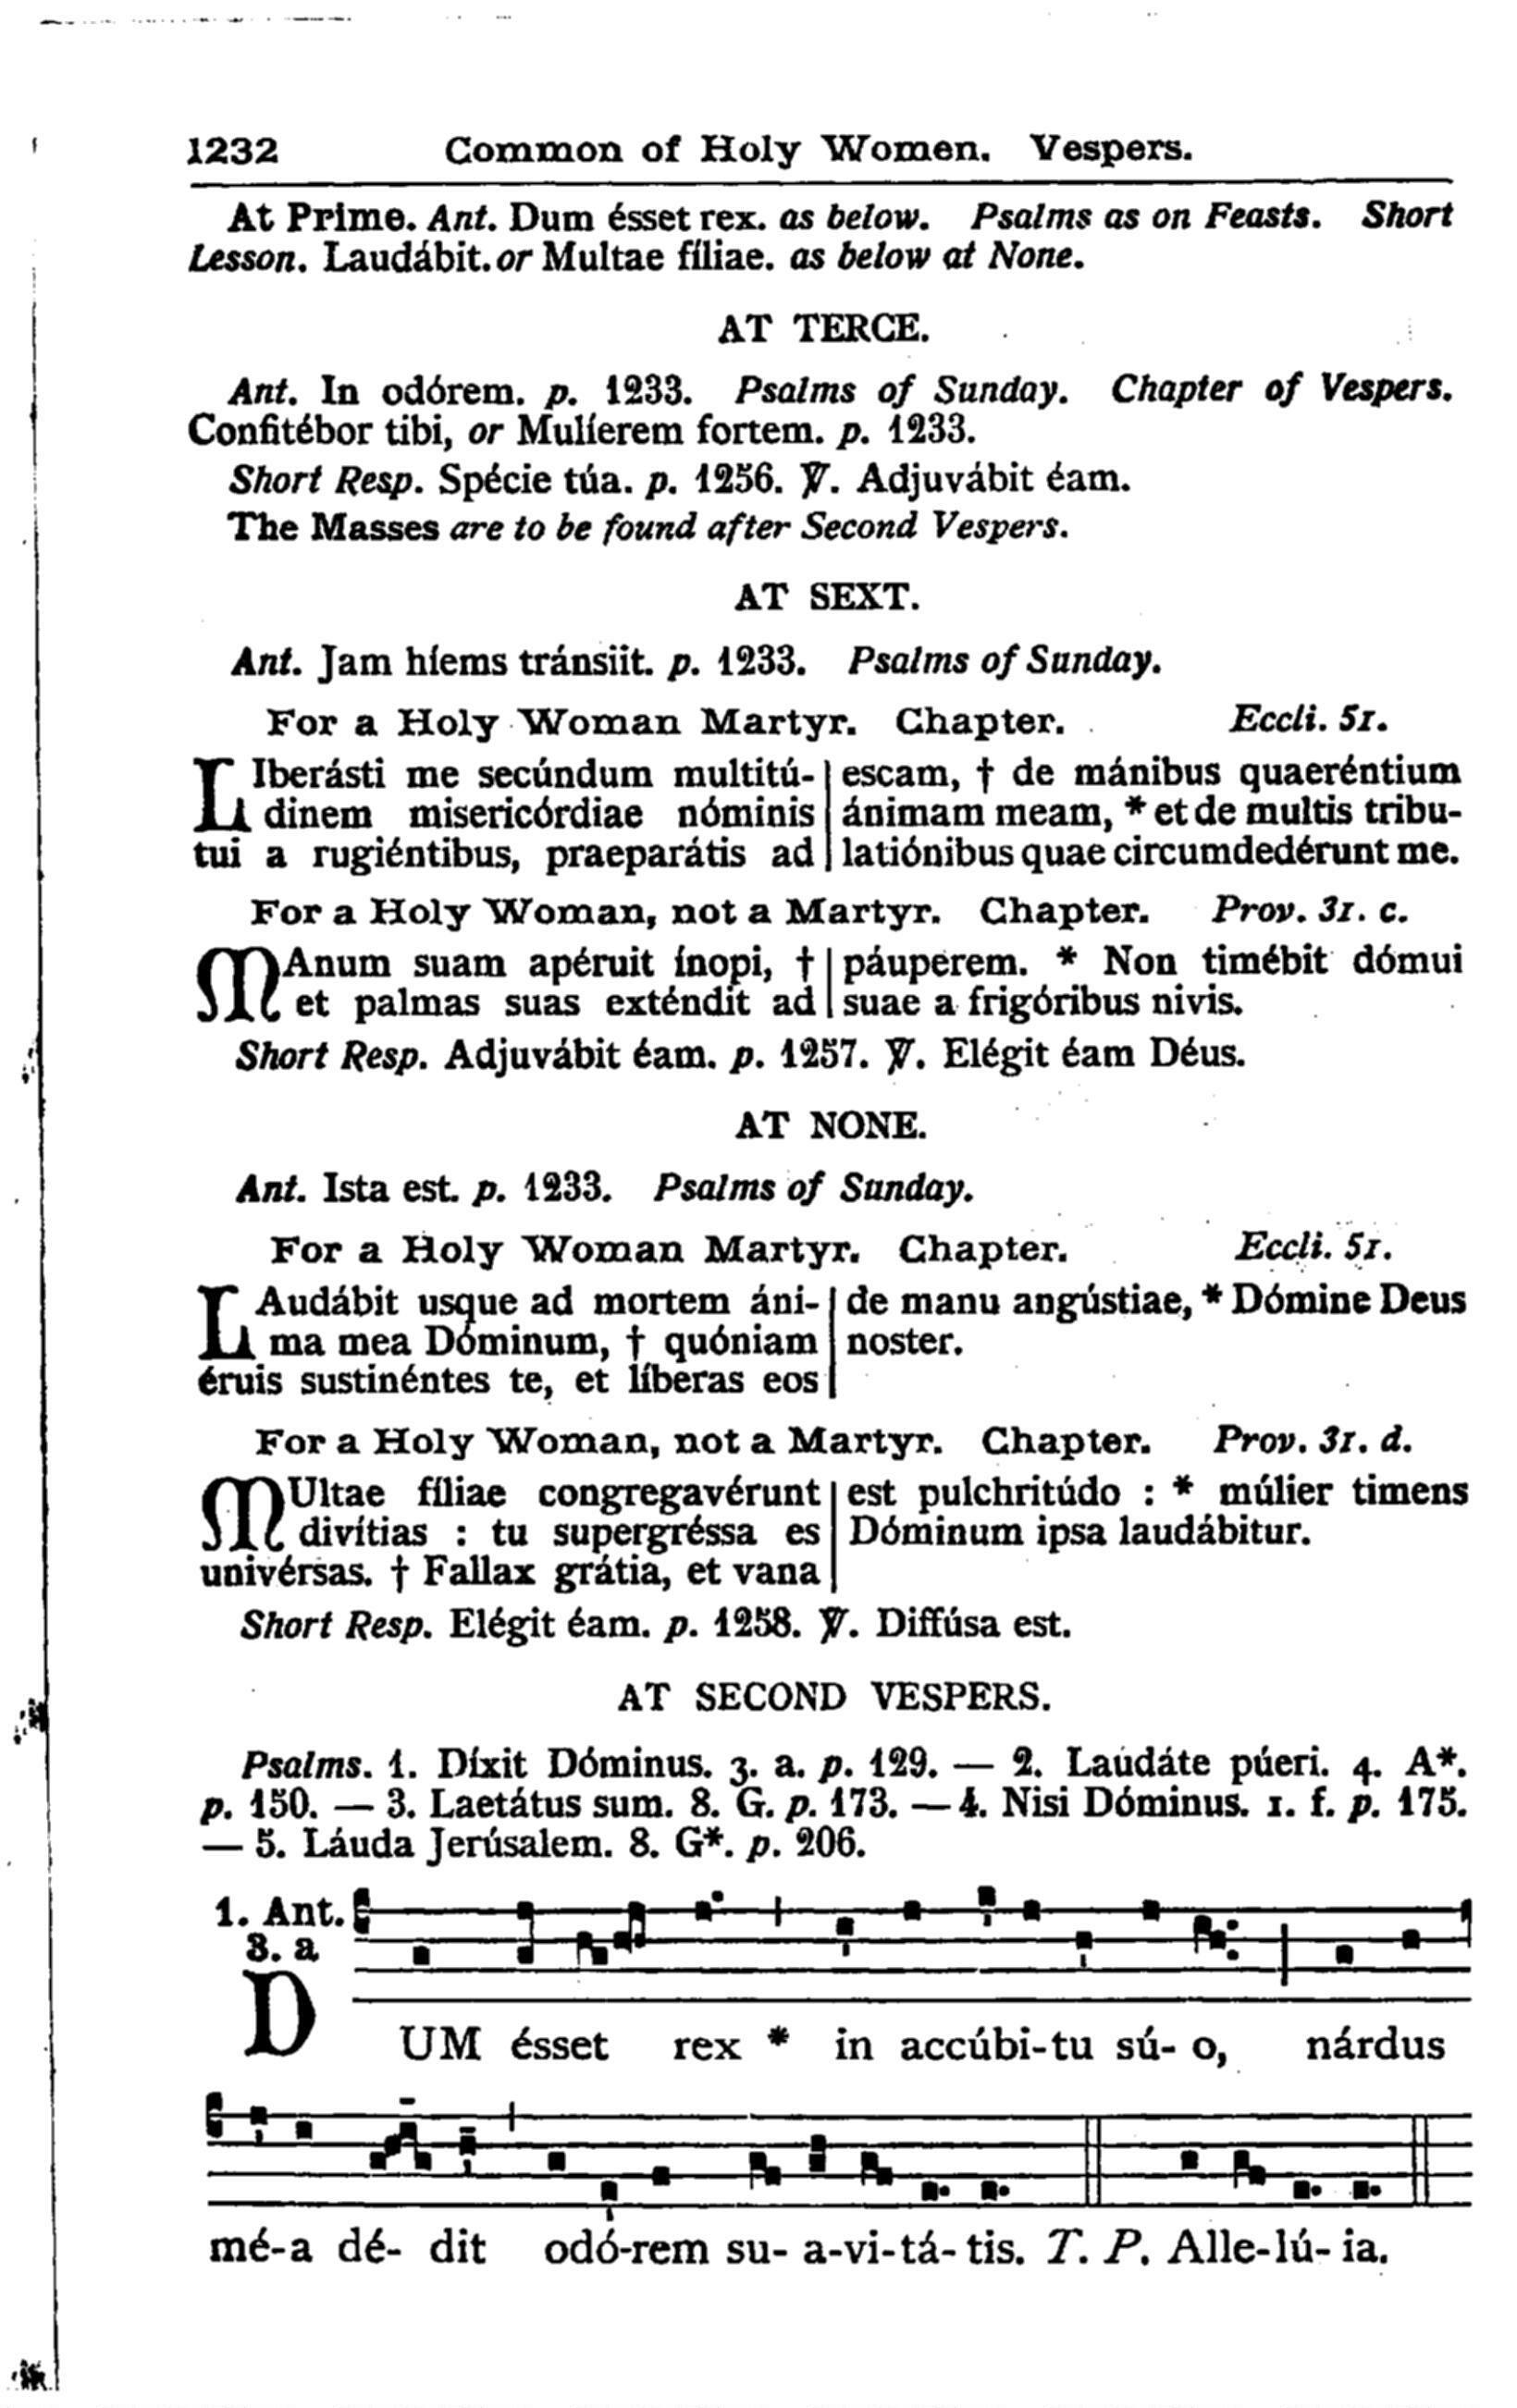 1232 Common of Holy Women. Vespers.
At Prime. Ant. Dum ésset rex. as below. Psalms as on Feasts. Short
Lesson. Laudábit. or Multae fíliae. as below at None.
AT TERCE.
Ant. In odórem. p. 1233. Psalms of Sunday. Chapter of Vespers.
Confitébor tibi, or Mulíerem fortem. p. 1233.
Short Resp. Spécie túa. p. 1256. ℣. Adjuvábit éam.
The Masses are to be found after Second Vespers.
AT SEXT.
Ant. Jam híems tránsiit. p. 1233. Psalms of Sunday.
For a Holy Woman Martyr. Chapter. Eccli. 51.
LIberásti me secúndum multitú-
dinem misericórdiae nóminis
tui a rugiéntibus, praeparátis ad
escam, † de mánibus quaeréntium
ánimam meam, * et de multis tribu-
latiónibus quae circumdedérunt me.
For a Holy Woman, not a Martyr. Chapter. Prov. 31. c.
MAnum suam apéruit ínopi, †
et palmas suas exténdit ad
páuperem. * Non timébit dómui
suae a frigóribus nivis.
Short Resp. Adjuvábit éam. p. 1257. ℣. Elégit éam Déus.
AT NONE.
Ant. Ista est. p. 1233. Psalms of Sunday.
For a Holy Woman Martyr. Chapter. Eccli. 51.
LAudábit usque ad mortem áni-
ma mea Dóminum, † quóniam
éruis sustinéntes te, et líberas eos
de manu angústiae, * Dómine Deus
noster.
For a Holy Woman, not a Martyr. Chapter. Prov. 31. d.
MUltae fíliae congregavérunt
divítias : tu supergréssa es
univérsas. † Fallax grátia, et vana
est pulchritúdo : * múlier timens
Dóminum ipsa laudábitur.
Short Resp. Elégit éam. p. 1258. ℣. Diffúsa est.
AT SECOND VESPERS.
Psalms. 1. Díxit Dóminus. 3. a. p. 129. — 2. Laudáte púeri. 4. A*.
p. 150. — 3. Laetátus sum. 8. G. p. 173. — 4. Nisi Dóminus. 1. f. p. 175.
— 5. Láuda Jerúsalem. 8. G*. p. 206.
1. Ant.
3. a
DUM ésset rex * in accúbi-tu sú- o, nárdus
mé-a dé- dit odó-rem su- a-vi-tá- tis. T. P. Alle-lú- ia.